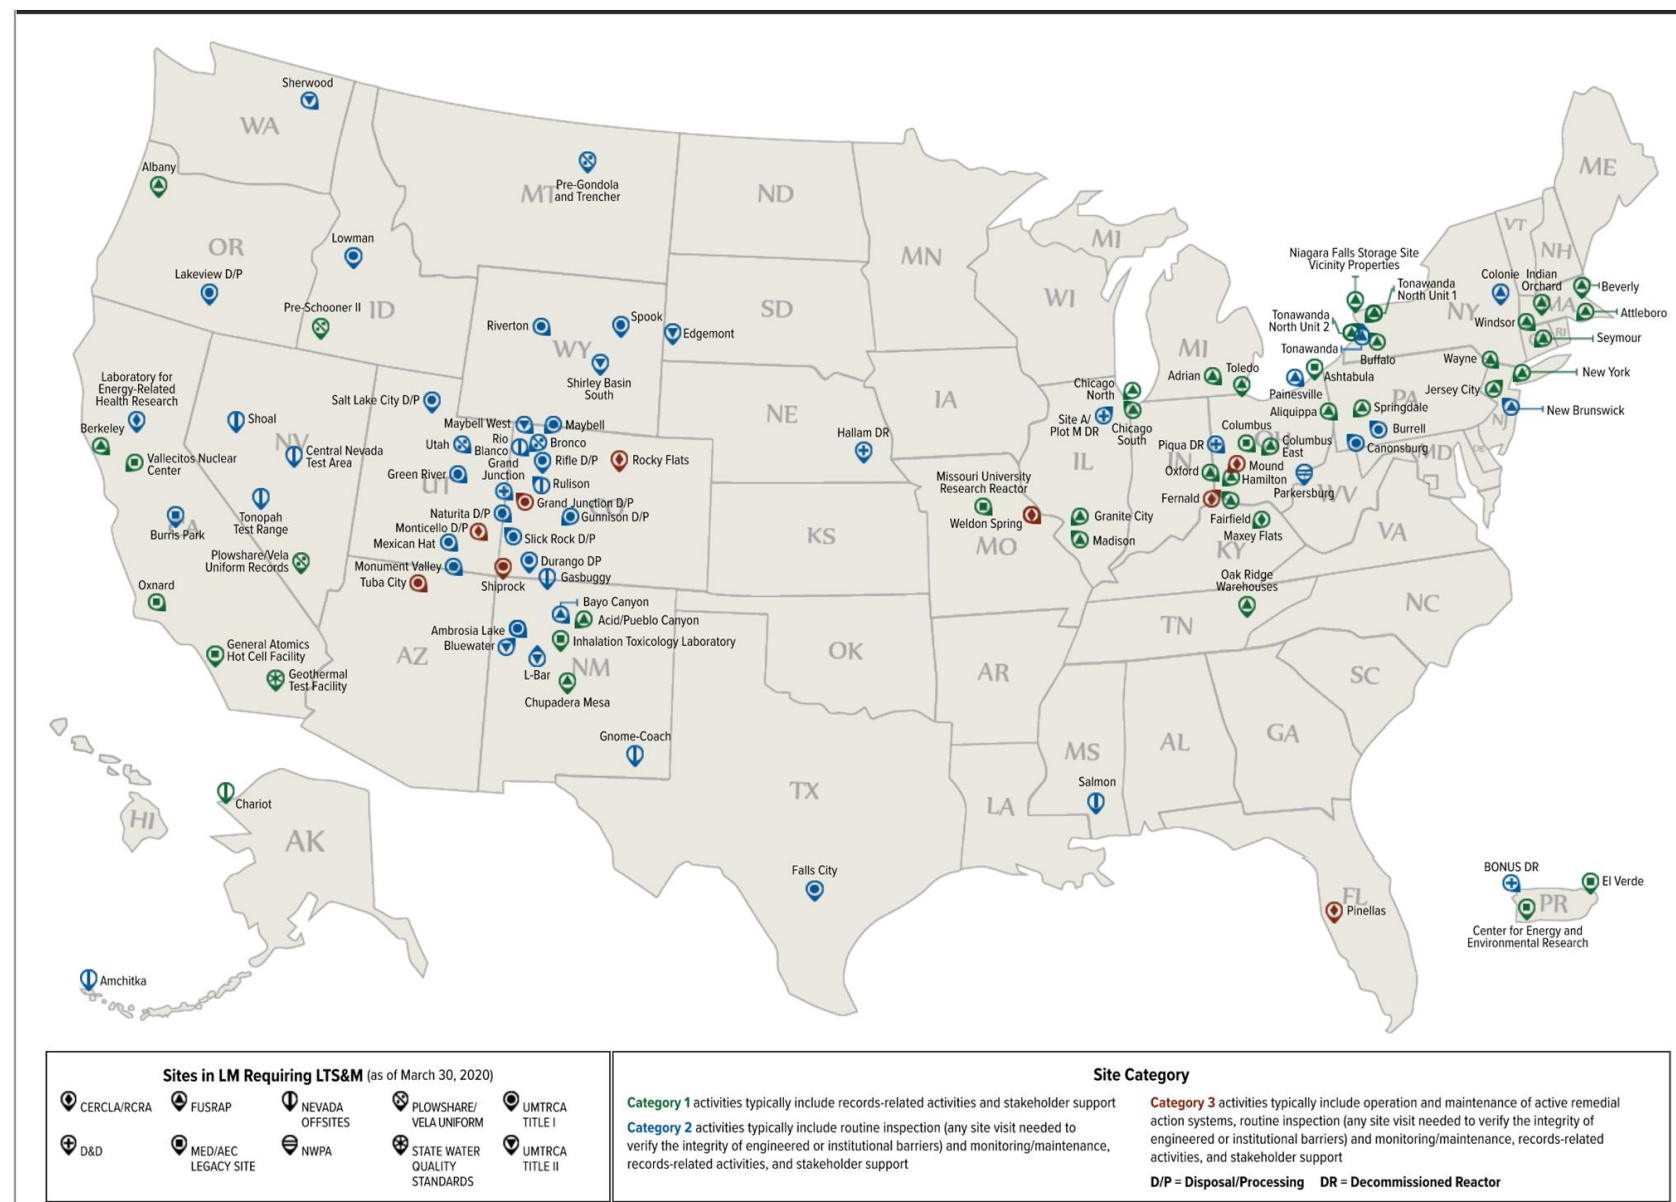 Sherwood
WA
Albany
Pre-Gondola
and Trencher
MT
ND
ME
OR
Lowman
Lakeview D/P
Pre-Schooner II
ID
MN
MI
VT
NH
Niagara Falls Storage Site
Vicinity Properties
Tonawanda
North Unit 1
Colonie
Indian
Orchard
Beverly
MA
Attleboro
NY
Windsor
RI
Seymour
Tonawanda
North Unit 2
Tonawanda
Buffalo
Wayne
New York
Jersey City
New Brunswick
NJ
WI
SD
Riverton
Spook
Edgemont
WY
Shirley Basin
South
MI
Adrian
Toledo
Ashtabula
Painesville
Aliquippa
PA
Springdale
Burrell
Canonsburg
MD
DE
Laboratory for
Energy-Related
Health Research
Berkeley
Vallecitos Nuclear
Center
Shoal
NV
Central Nevada
Test Area
Salt Lake City D/P
Maybell West
Maybell
Utah
Rio
Blanco
Bronco
Grand
Junction
Rifle D/P
Rocky Flats
Green River
UT
Rulison
Grand Junction D/P
CO
Naturita D/P
Gunnison D/P
Monticello D/P
Slick Rock D/P
Mexican Hat
Monument Valley
Durango DP
Tuba City
Shiprock
Gasbuggy
NE
Hallam DR
IA
Chicago
North
Site A/
Plot M DR
Chicago
South
IL
IN
OH
Piqua DR
Columbus
Columbus
East
Oxford
Mound
Hamilton
Fernald
Fairfield
Parkersburg
WV
Maxey Flats
KY
VA
Missouri University
Research Reactor
Weldon Spring
Granite City
Madison
MO
KS
Tonopah
Test Range
Burris Park
CA
Plowshare/Vela
Uniform Records
Oxnard
General Atomics
Hot Cell Facility
Geothermal
Test Facility
AZ
Bayo Canyon
Acid/Pueblo Canyon
Ambrosia Lake
Bluewater
Inhalation Toxicology Laboratory
L-Bar
NM
Chupadera Mesa
Gnome-Coach
OK
AR
Oak Ridge
Warehouses
TN
NC
SC
MS
AL
GA
Salmon
LA
TX
Falls City
FL
Pinellas
HI
Chariot
AK
Amchitka
BONUS DR
El Verde
PR
Center for Energy and
Environmental Research
Sites in LM Requiring LTS&M (as of March 30, 2020)
CERCLA/RCRA
FUSRAP
NEVADA
OFFSITES
PLOWSHARE/
VELA UNIFORM
UMTRCA
TITLE I
D&D
MED/AEC
LEGACY SITE
NWPA
STATE WATER
QUALITY
STANDARDS
UMTRCA
TITLE II
Site Category
Category 1 activities typically include records-related activities and stakeholder support
Category 2 activities typically include routine inspection (any site visit needed to
verify the integrity of engineered or institutional barriers) and monitoring/maintenance,
records-related activities, and stakeholder support
Category 3 activities typically include operation and maintenance of active remedial
action systems, routine inspection (any site visit needed to verify the integrity of
engineered or institutional barriers) and monitoring/maintenance, records-related
activities, and stakeholder support
D/P = Disposal/Processing DR = Decommissioned Reactor